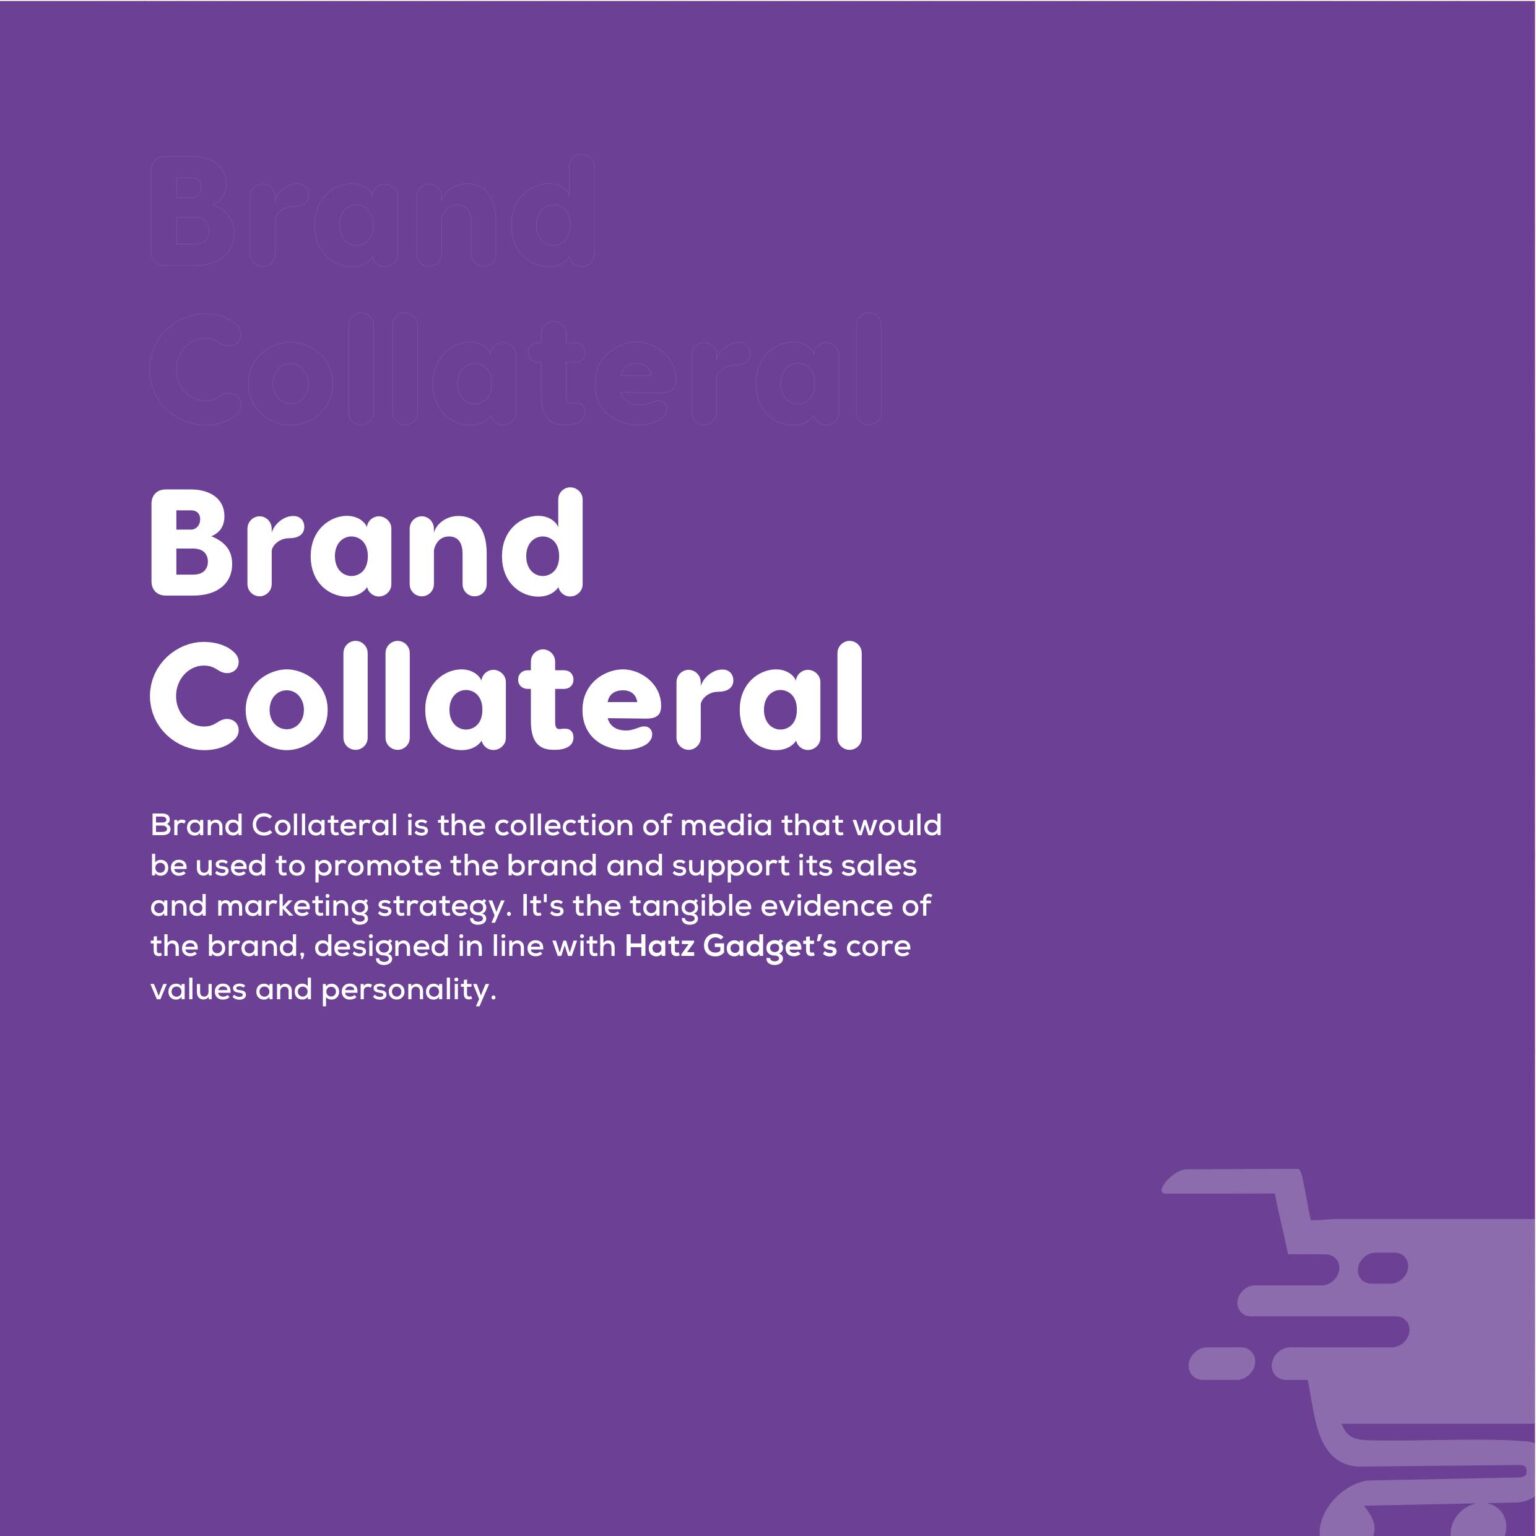 Brand
Collateral
Brand
Collateral
Brand Collateral is the collection of media that would
be used to promote the brand and support its sales
and marketing strategy. It's the tangible evidence of
the brand, designed in line with Hatz Gadget’s core
values and personality.